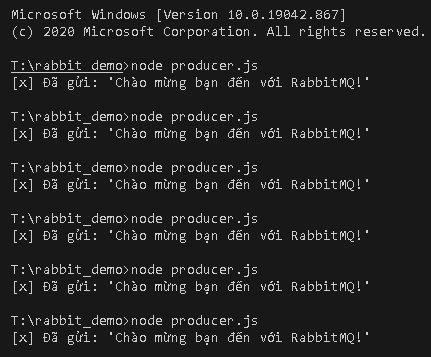 Microsoft Windows [Version 10.0.19042.867]
(c) 2020 Microsoft Corporation. All rights reserved.
T:\rabbit_demo>node producer.js
[x] Đã gửi: 'Chào mừng bạn đến với RabbitMQ!'
T:\rabbit_demo>node producer.js
[x] Đã gửi: 'Chào mừng bạn đến với RabbitMQ!'
T:\rabbit_demo>node producer.js
[x] Đã gửi: 'Chào mừng bạn đến với RabbitMQ!'
T:\rabbit_demo>node producer.js
[x] Đã gửi: 'Chào mừng bạn đến với RabbitMQ!'
T:\rabbit_demo>node producer.js
[x] Đã gửi: 'Chào mừng bạn đến với RabbitMQ!'
T:\rabbit_demo>node producer.js
[x] Đã gửi: 'Chào mừng bạn đến với RabbitMQ!'